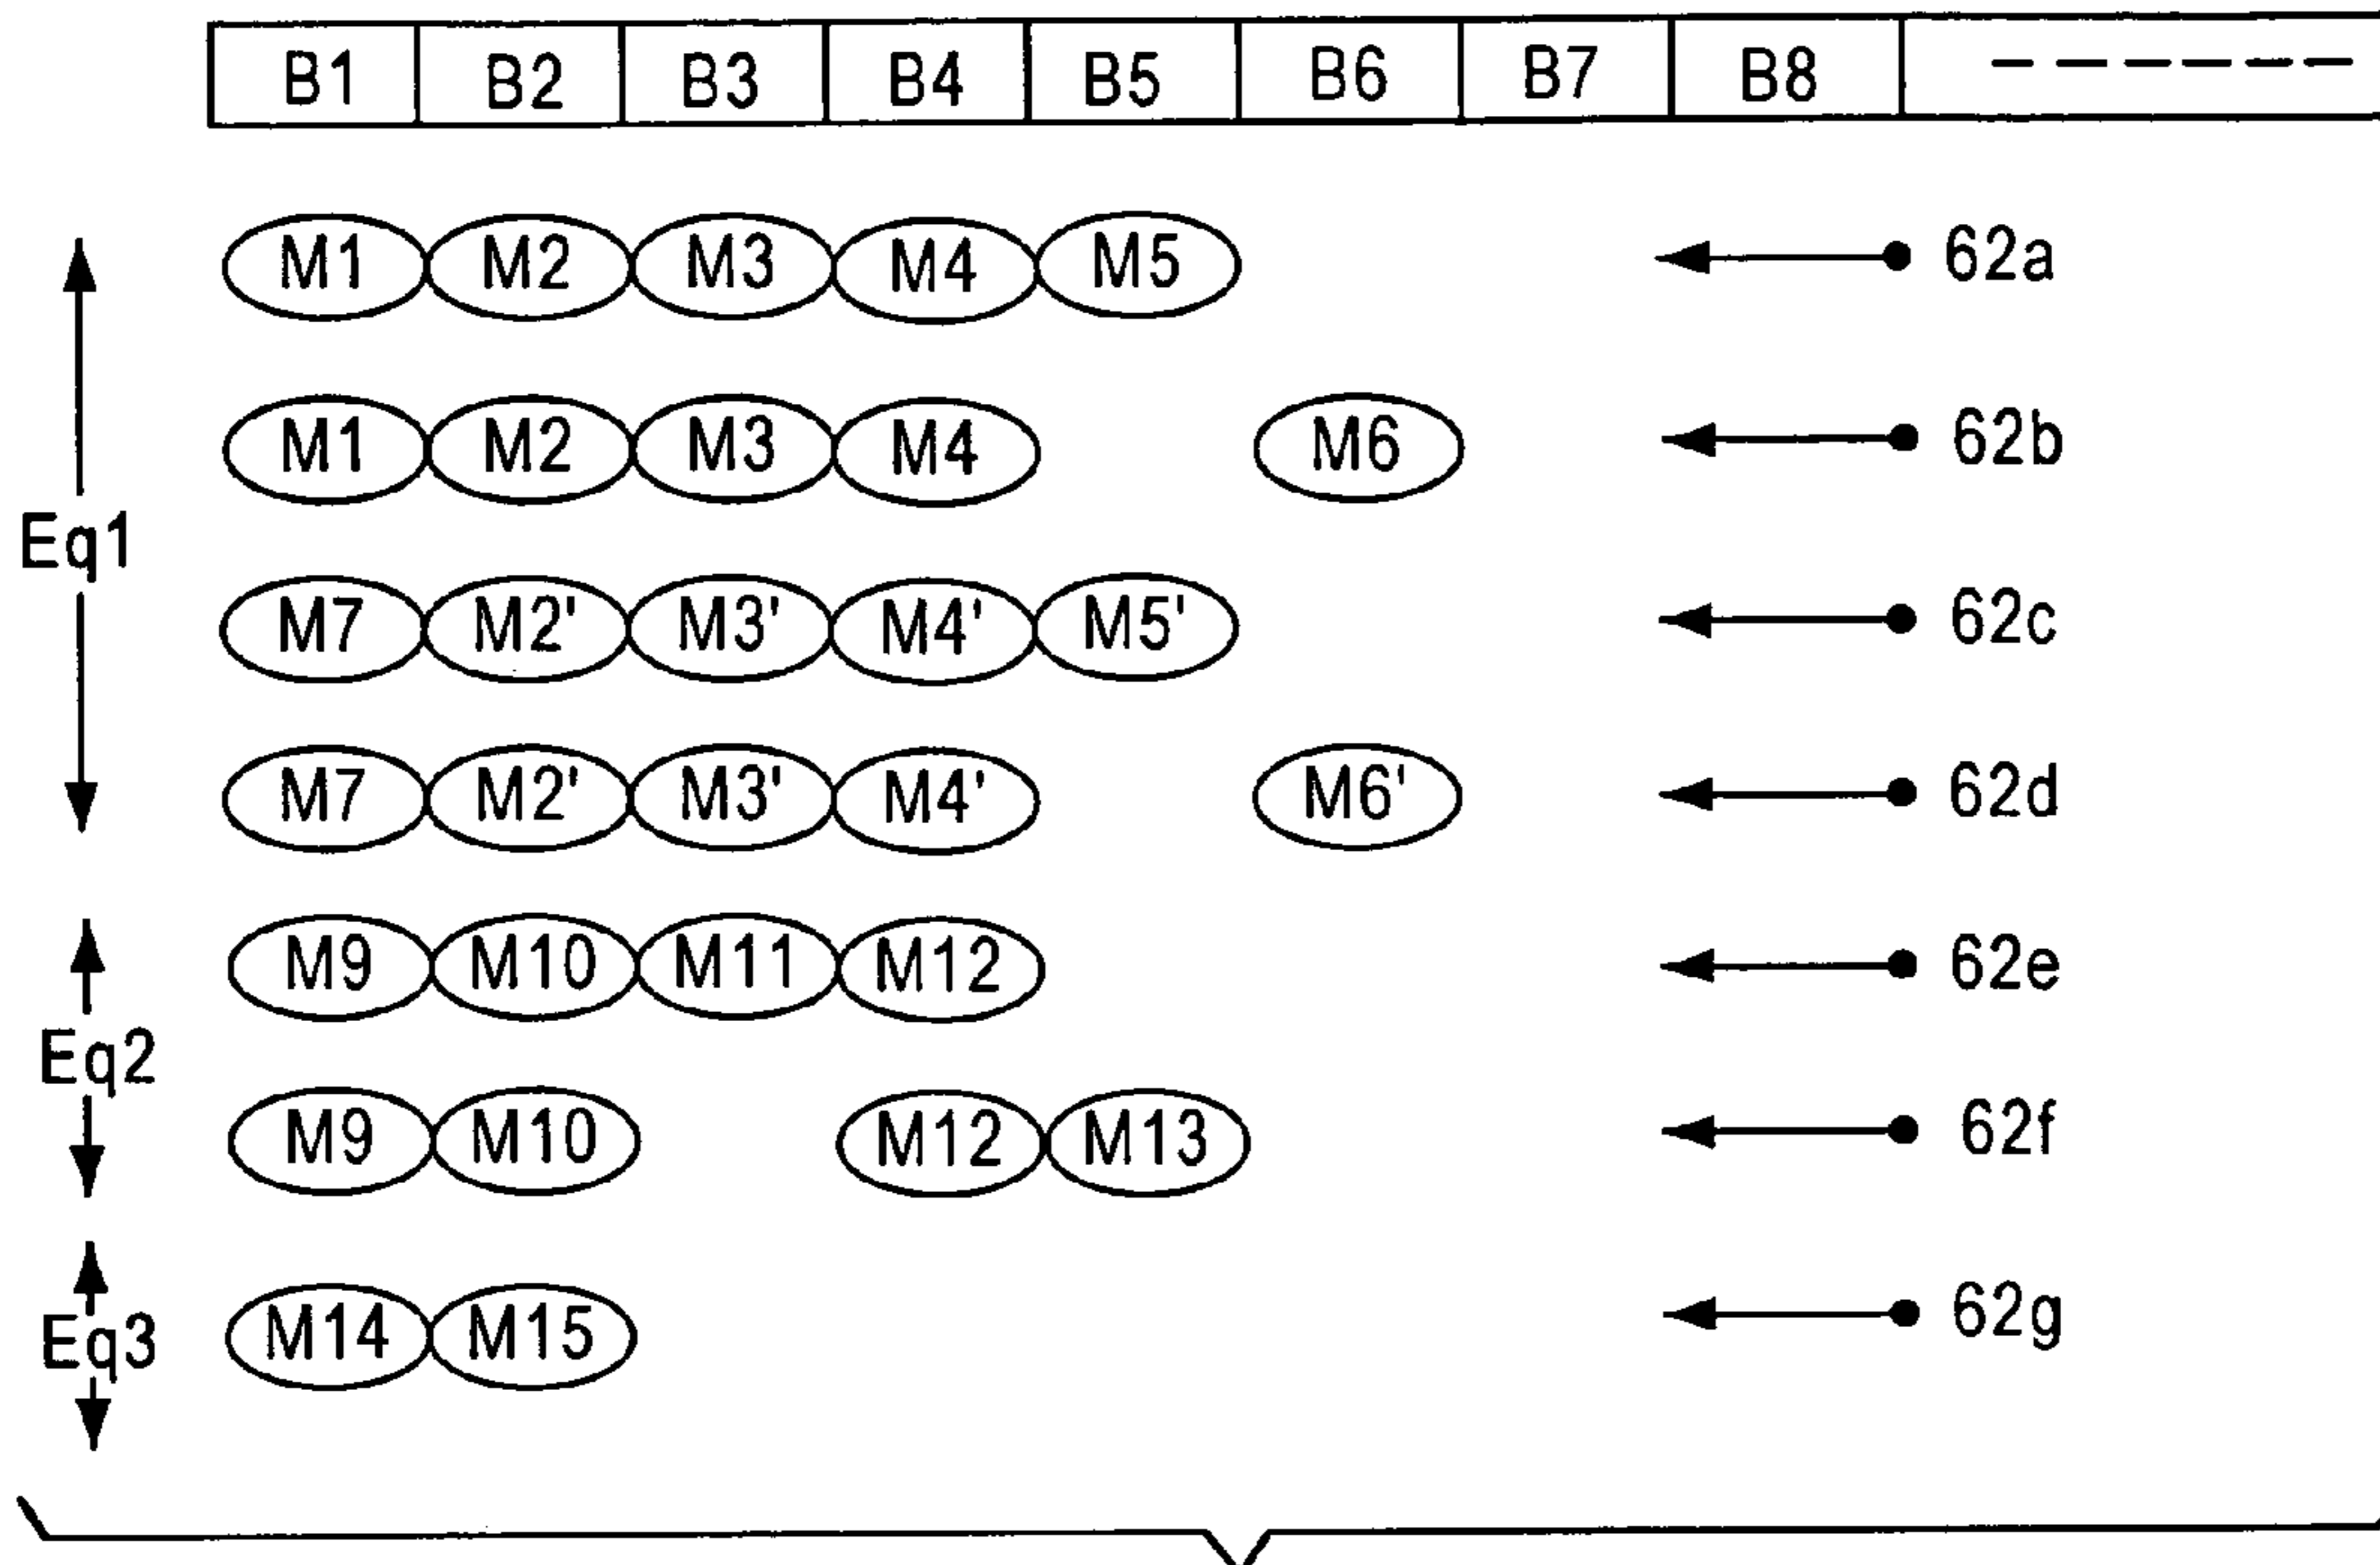 B1 B2 B3 B4 B5 B6 B7 B8
M1 M2 M3 M4 M5 62a
M1 M2 M3 M4 M6 62b
Eq1
M7 M2' M3' M4' M5' 62c
M7 M2' M3' M4' M6' 62d
M9 M10 M11 M12 62e
Eq2
M9 M10 M12 M13 62f
M14 M15 62g
Eq3